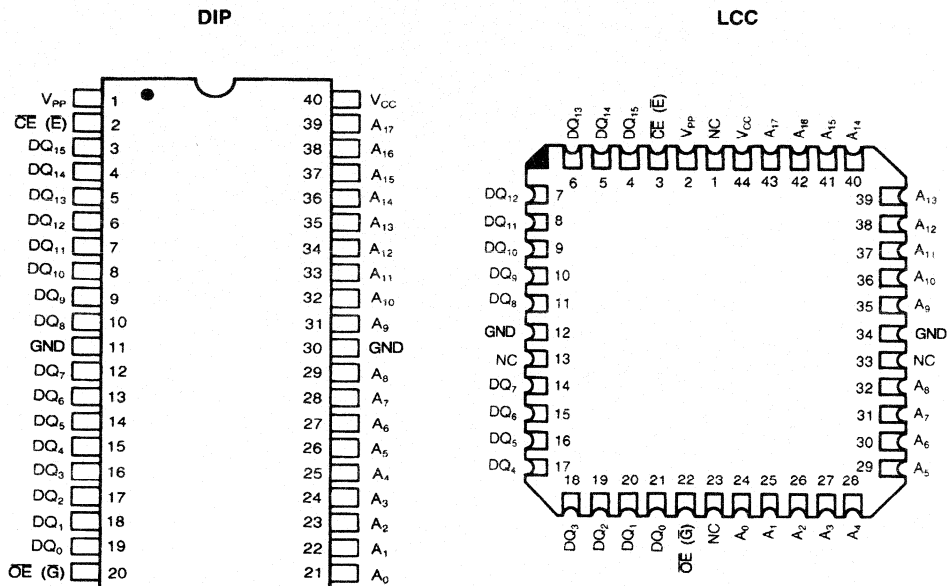 DIP
V_PP 1 40 V_CC
C̅E̅ (E̅) 2 39 A₁₇
DQ₁₅ 3 38 A₁₆
DQ₁₄ 4 37 A₁₅
DQ₁₃ 5 36 A₁₄
DQ₁₂ 6 35 A₁₃
DQ₁₁ 7 34 A₁₂
DQ₁₀ 8 33 A₁₁
DQ₉ 9 32 A₁₀
DQ₈ 10 31 A₉
GND 11 30 GND
DQ₇ 12 29 A₈
DQ₆ 13 28 A₇
DQ₅ 14 27 A₆
DQ₄ 15 26 A₅
DQ₃ 16 25 A₄
DQ₂ 17 24 A₃
DQ₁ 18 23 A₂
DQ₀ 19 22 A₁
O̅E̅ (G̅) 20 21 A₀
LCC
DQ₁₃ DQ₁₄ DQ₁₅ C̅E̅ (E̅) V_PP NC V_CC A₁₇ A₁₆ A₁₅ A₁₄
6 5 4 3 2 1 44 43 42 41 40
DQ₁₂ 7 39 A₁₃
DQ₁₁ 8 38 A₁₂
DQ₁₀ 9 37 A₁₁
DQ₉ 10 36 A₁₀
DQ₈ 11 35 A₉
GND 12 34 GND
NC 13 33 NC
DQ₇ 14 32 A₈
DQ₆ 15 31 A₇
DQ₅ 16 30 A₆
DQ₄ 17 29 A₅
18 19 20 21 22 23 24 25 26 27 28
DQ₃ DQ₂ DQ₁ DQ₀ O̅E̅ (G̅) NC A₀ A₁ A₂ A₃ A₄